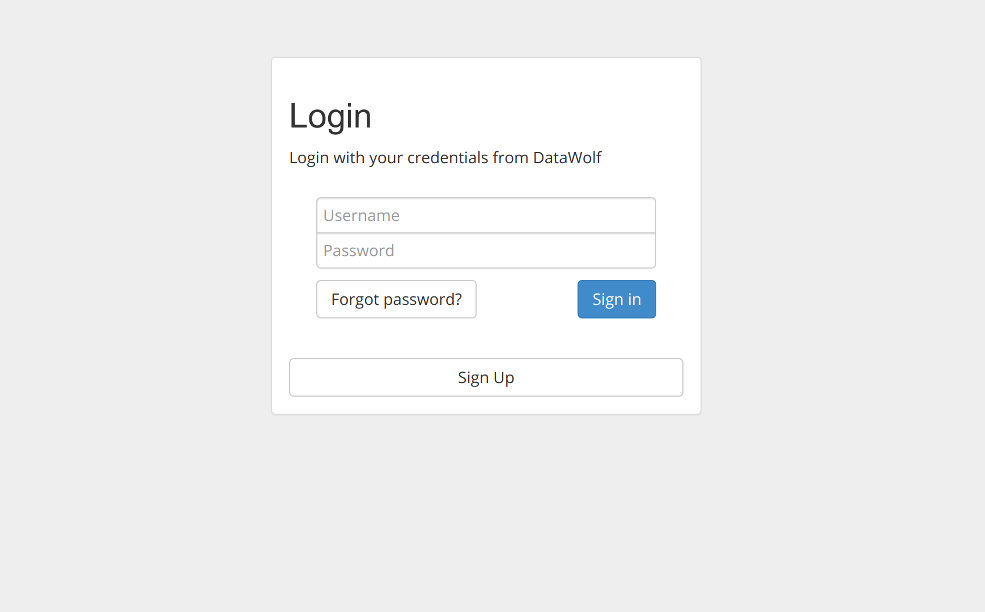 Login
Login with your credentials from DataWolf
Username
Password
Forgot password?
Sign in
Sign Up